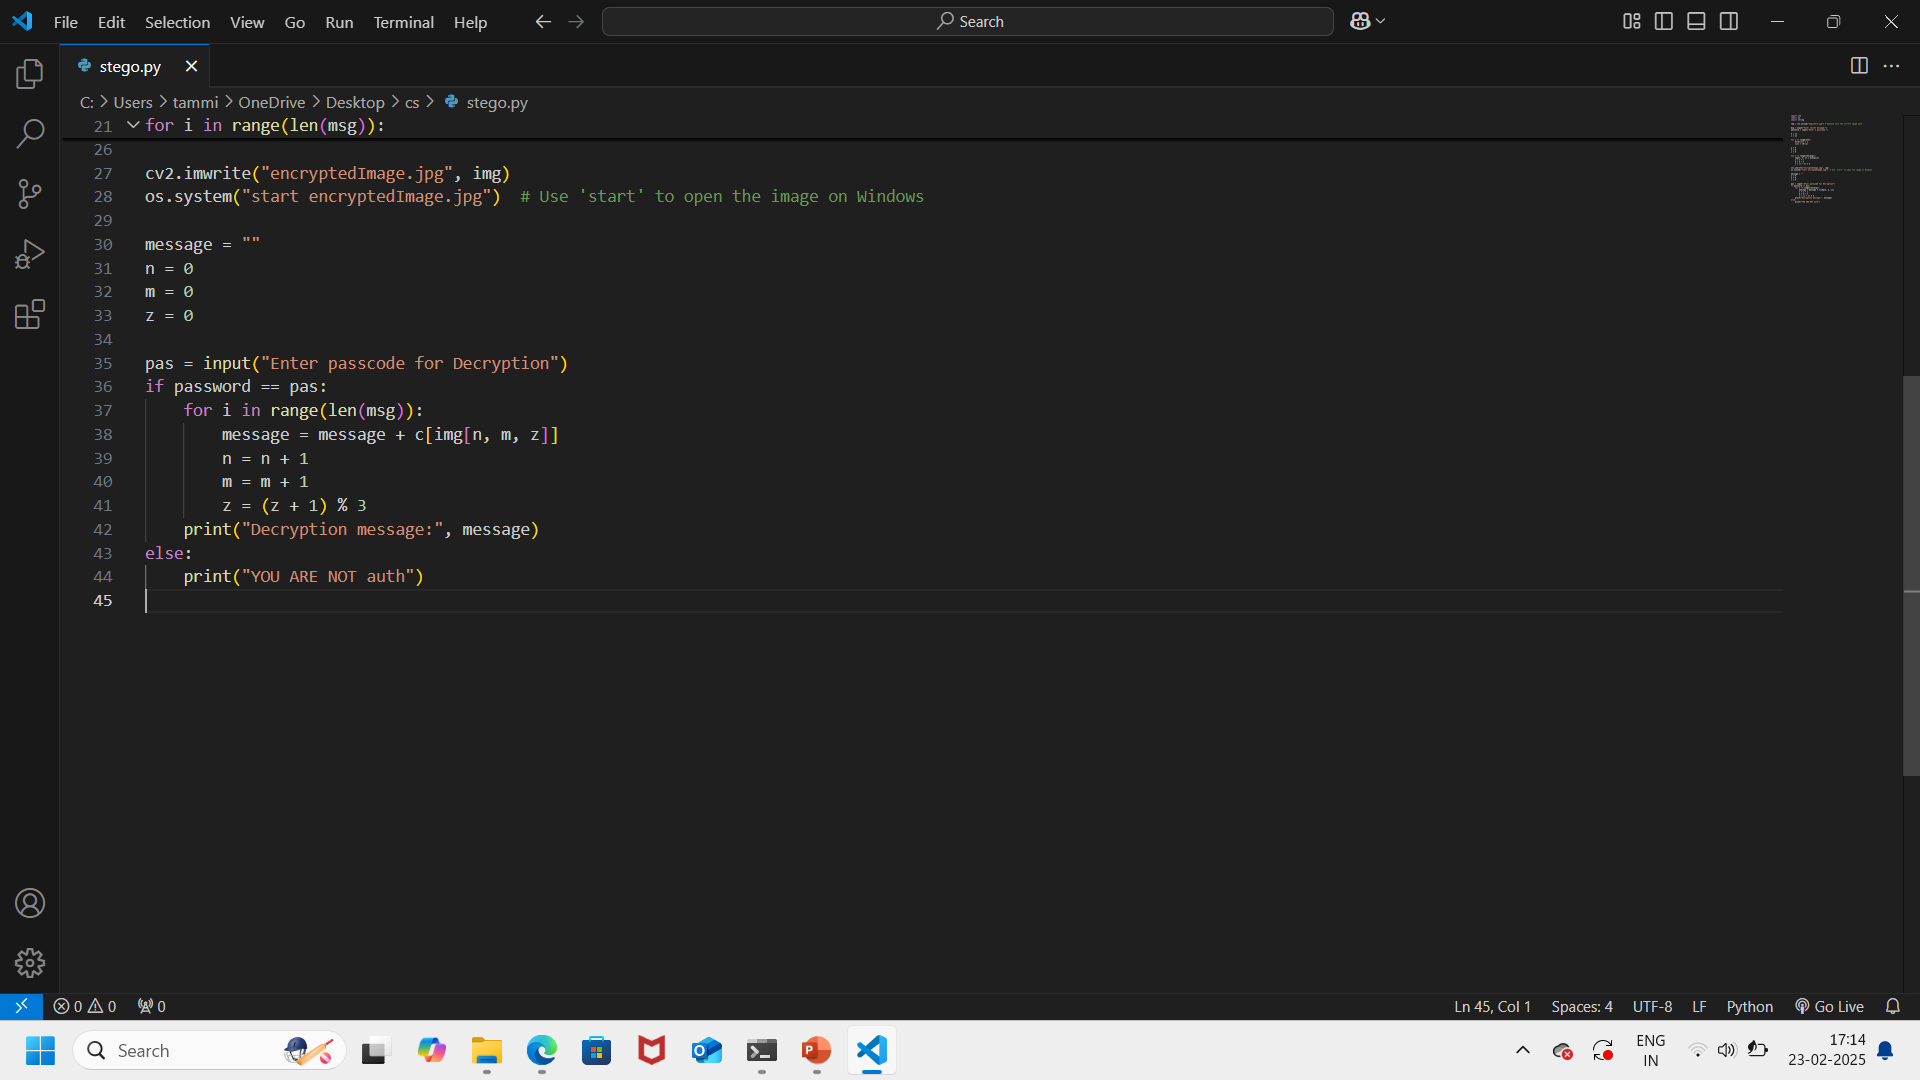 File Edit Selection View Go Run Terminal Help Search
stego.py
C: > Users > tammi > OneDrive > Desktop > cs > stego.py
21 for i in range(len(msg)):
26
27 cv2.imwrite("encryptedImage.jpg", img)
28 os.system("start encryptedImage.jpg")  # Use 'start' to open the image on Windows
29
30 message = ""
31 n = 0
32 m = 0
33 z = 0
34
35 pas = input("Enter passcode for Decryption")
36 if password == pas:
37     for i in range(len(msg)):
38         message = message + c[img[n, m, z]]
39         n = n + 1
40         m = m + 1
41         z = (z + 1) % 3
42     print("Decryption message:", message)
43 else:
44     print("YOU ARE NOT auth")
45
0 0 0 Ln 45, Col 1 Spaces: 4 UTF-8 LF Python Go Live
Search ENG IN 17:14 23-02-2025